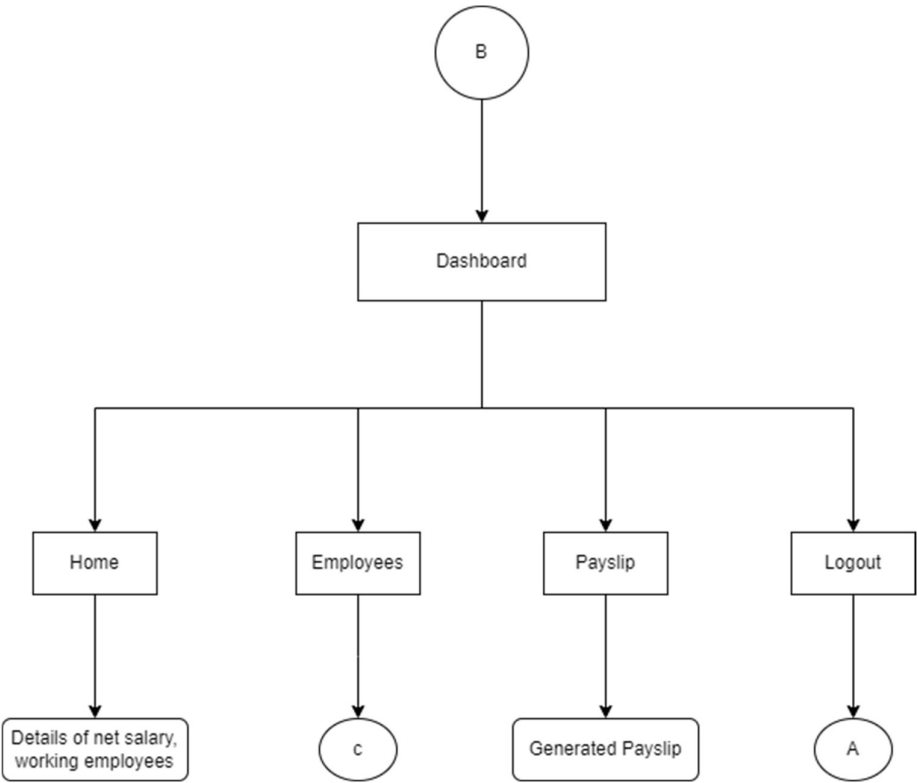 B
Dashboard
Home
Employees
Payslip
Logout
Details of net salary,
working employees
c
Generated Payslip
A